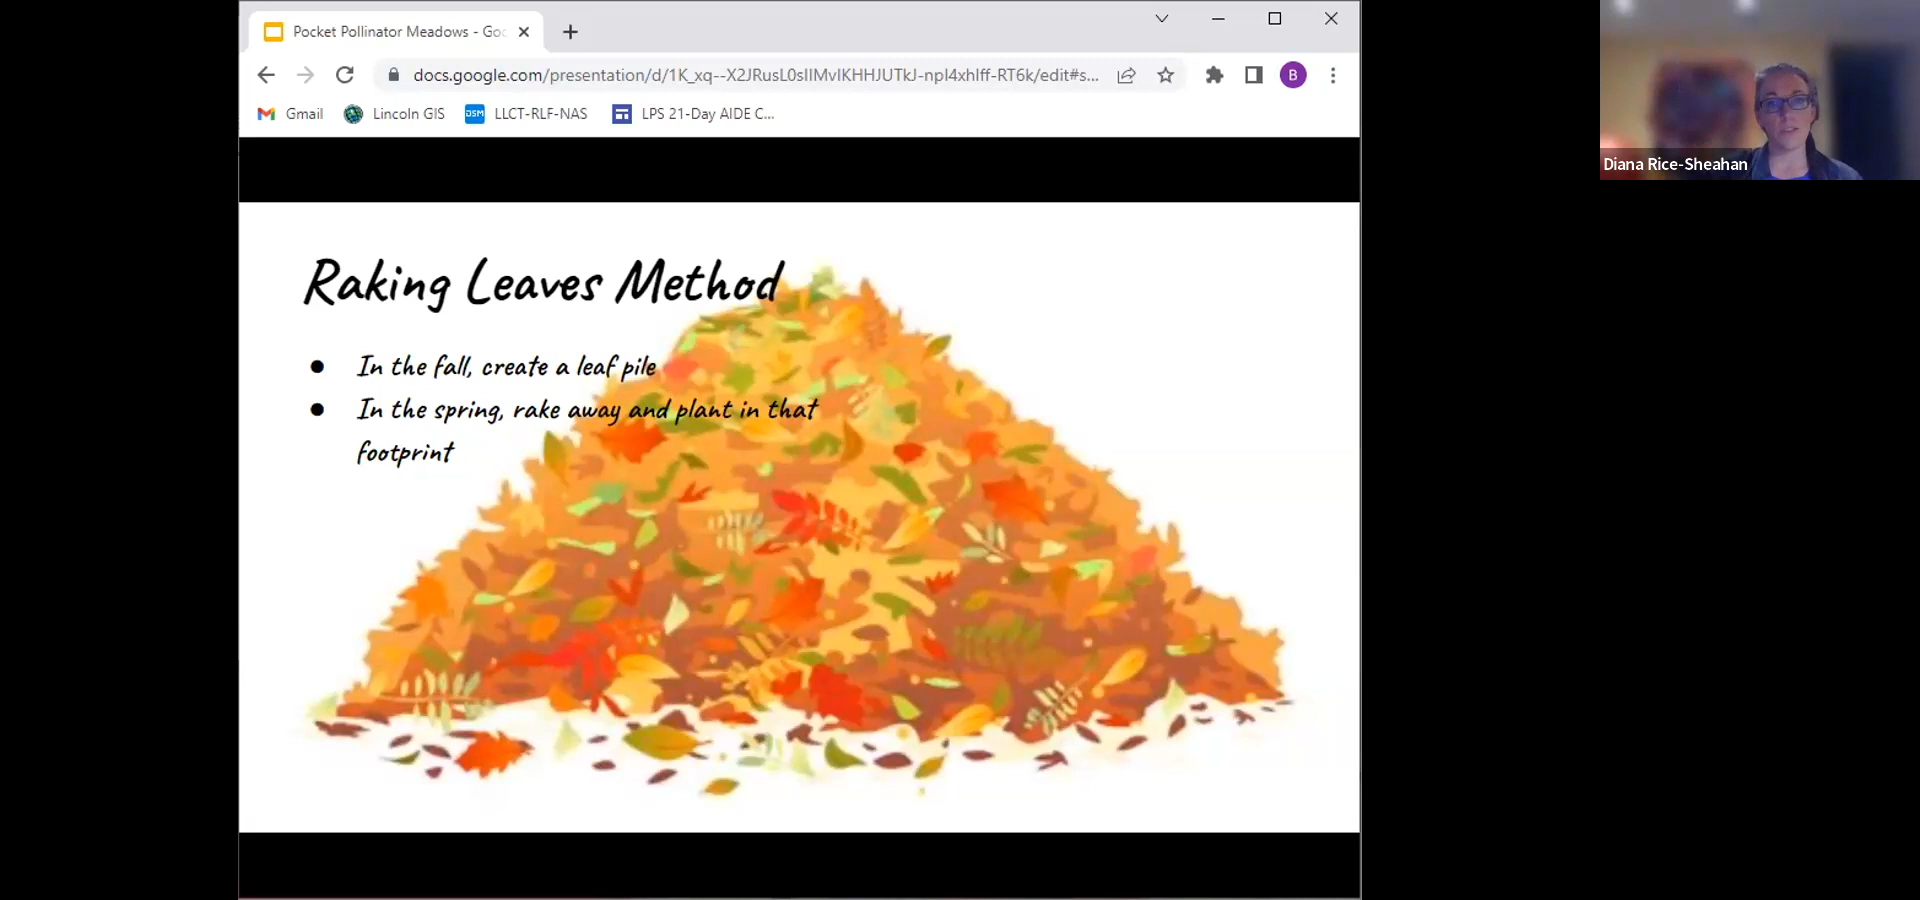 Pocket Pollinator Meadows - Goo
docs.google.com/presentation/d/1K_xq--X2JRusL0sIIMvIKHHJUTkJ-npI4xhIff-RT6k/edit#s...
B
Gmail
Lincoln GIS
DSM
LLCT-RLF-NAS
LPS 21-Day AIDE C...
Diana Rice-Sheahan
Raking Leaves Method
● In the fall, create a leaf pile
● In the spring, rake away and plant in that
footprint